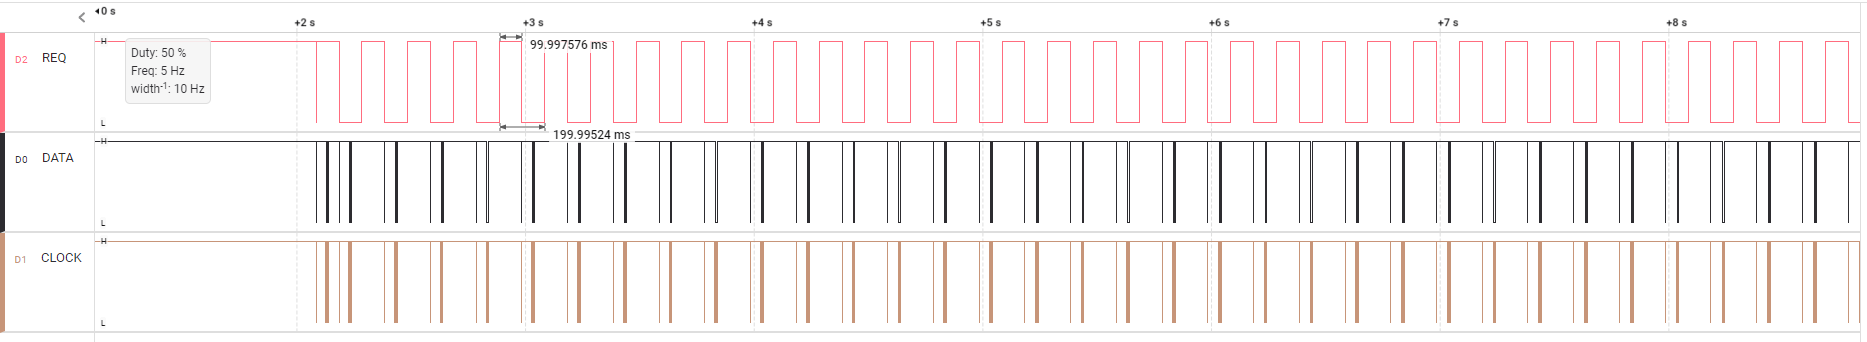 0 s
+2 s +3 s +4 s +5 s +6 s +7 s +8 s
D2 REQ
H
L
Duty: 50 %
Freq: 5 Hz
width-1: 10 Hz
99.997576 ms
199.99524 ms
D0 DATA
H
L
D1 CLOCK
H
L